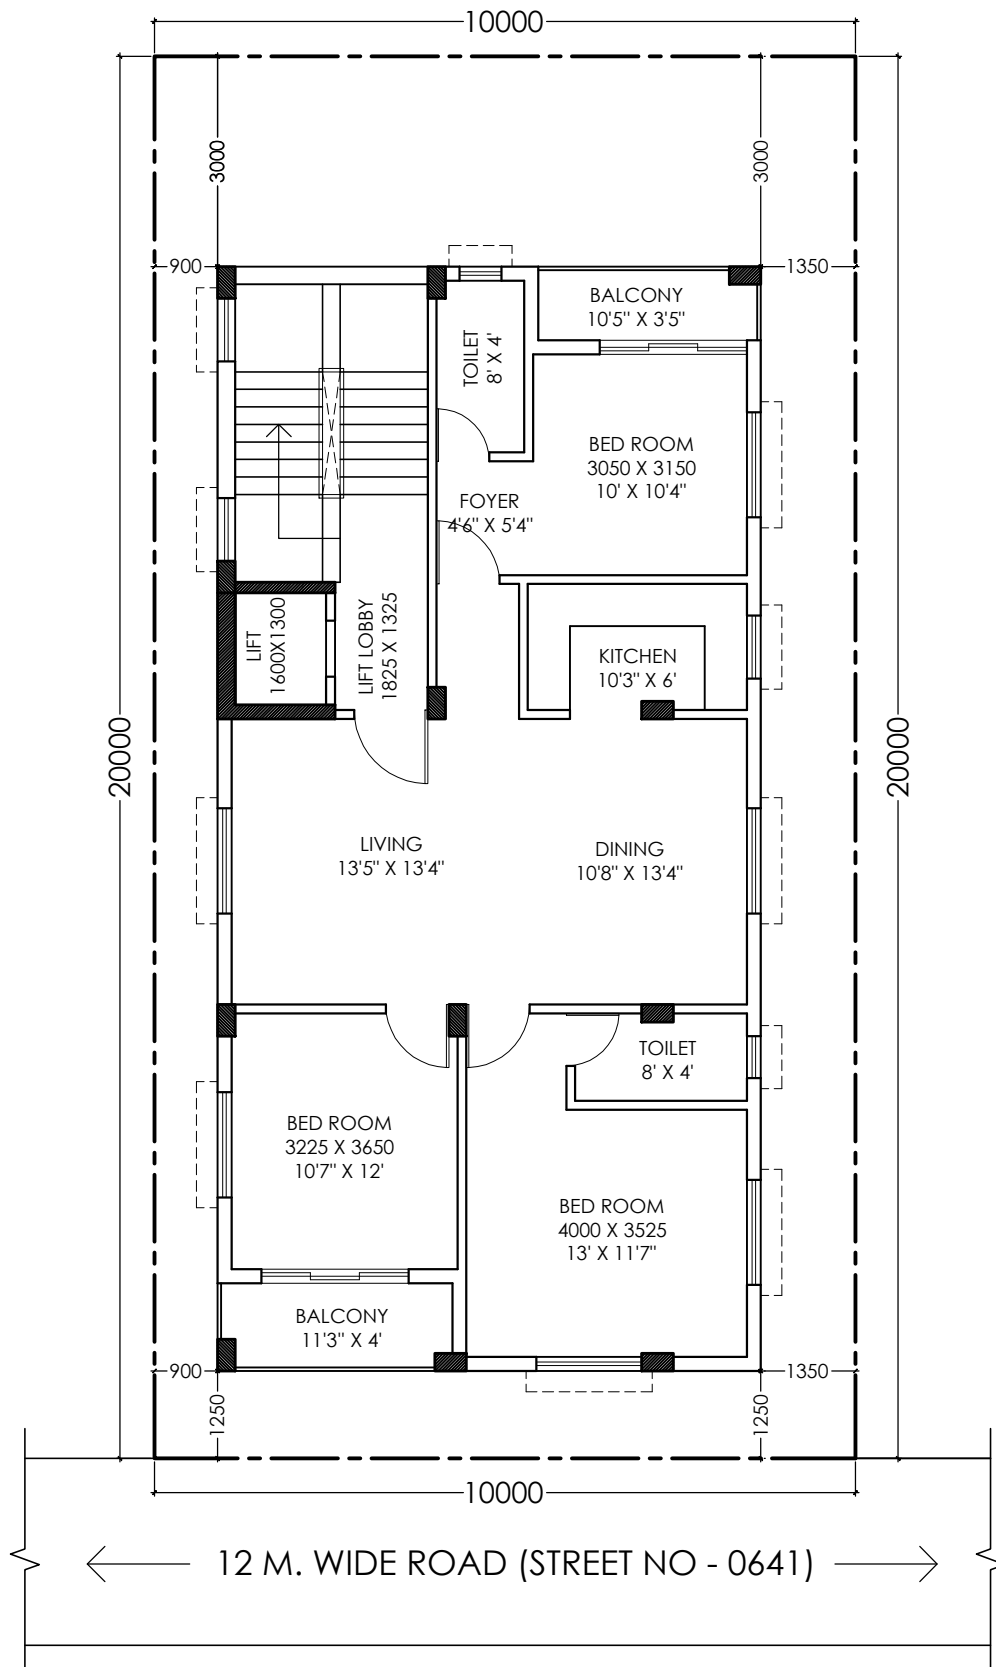 10000
3000
3000
900
1350
BALCONY
10'5" X 3'5"
TOILET
8' X 4'
BED ROOM
3050 X 3150
10' X 10'4"
FOYER
4'6" X 5'4"
LIFT
1600X1300
LIFT LOBBY
1825 X 1325
KITCHEN
10'3" X 6'
20000
20000
LIVING
13'5" X 13'4"
DINING
10'8" X 13'4"
TOILET
8' X 4'
BED ROOM
3225 X 3650
10'7" X 12'
BED ROOM
4000 X 3525
13' X 11'7"
BALCONY
11'3" X 4'
900
1350
1250
1250
10000
12 M. WIDE ROAD (STREET NO - 0641)